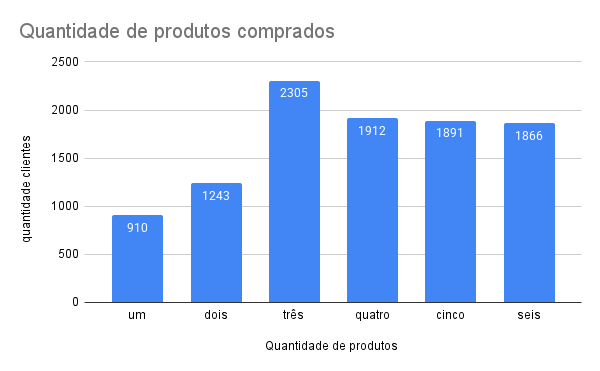 Quantidade de produtos comprados
quantidade clientes
2500
2000
1500
1000
500
0
910
1243
2305
1912
1891
1866
um
dois
três
quatro
cinco
seis
Quantidade de produtos